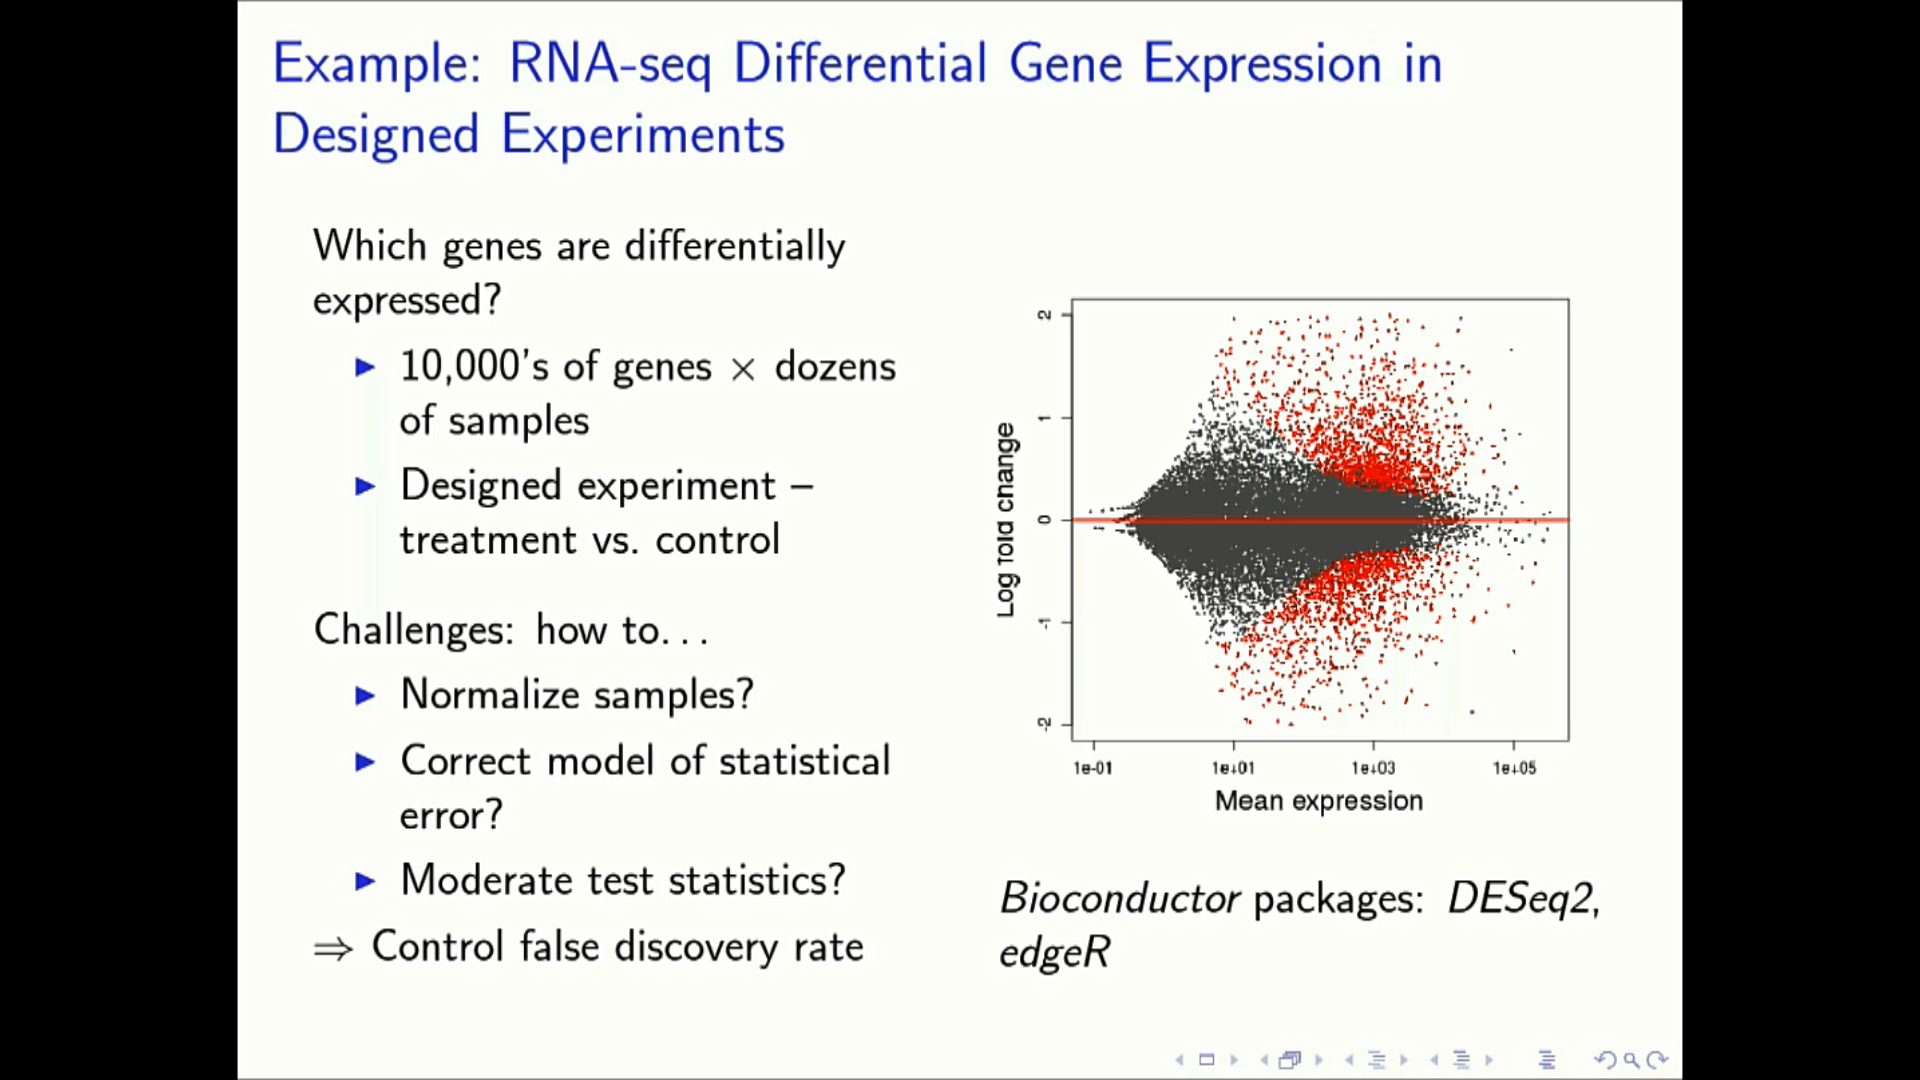 Example: RNA-seq Differential Gene Expression in
Designed Experiments
Which genes are differentially
expressed?
10,000's of genes × dozens
of samples
Designed experiment –
treatment vs. control
Challenges: how to...
Normalize samples?
Correct model of statistical
error?
Moderate test statistics?
⇒ Control false discovery rate
2
1
0
-1
-2
Log fold change
1e-01 1e+01 1e+03 1e+05
Mean expression
Bioconductor packages: DESeq2,
edgeR